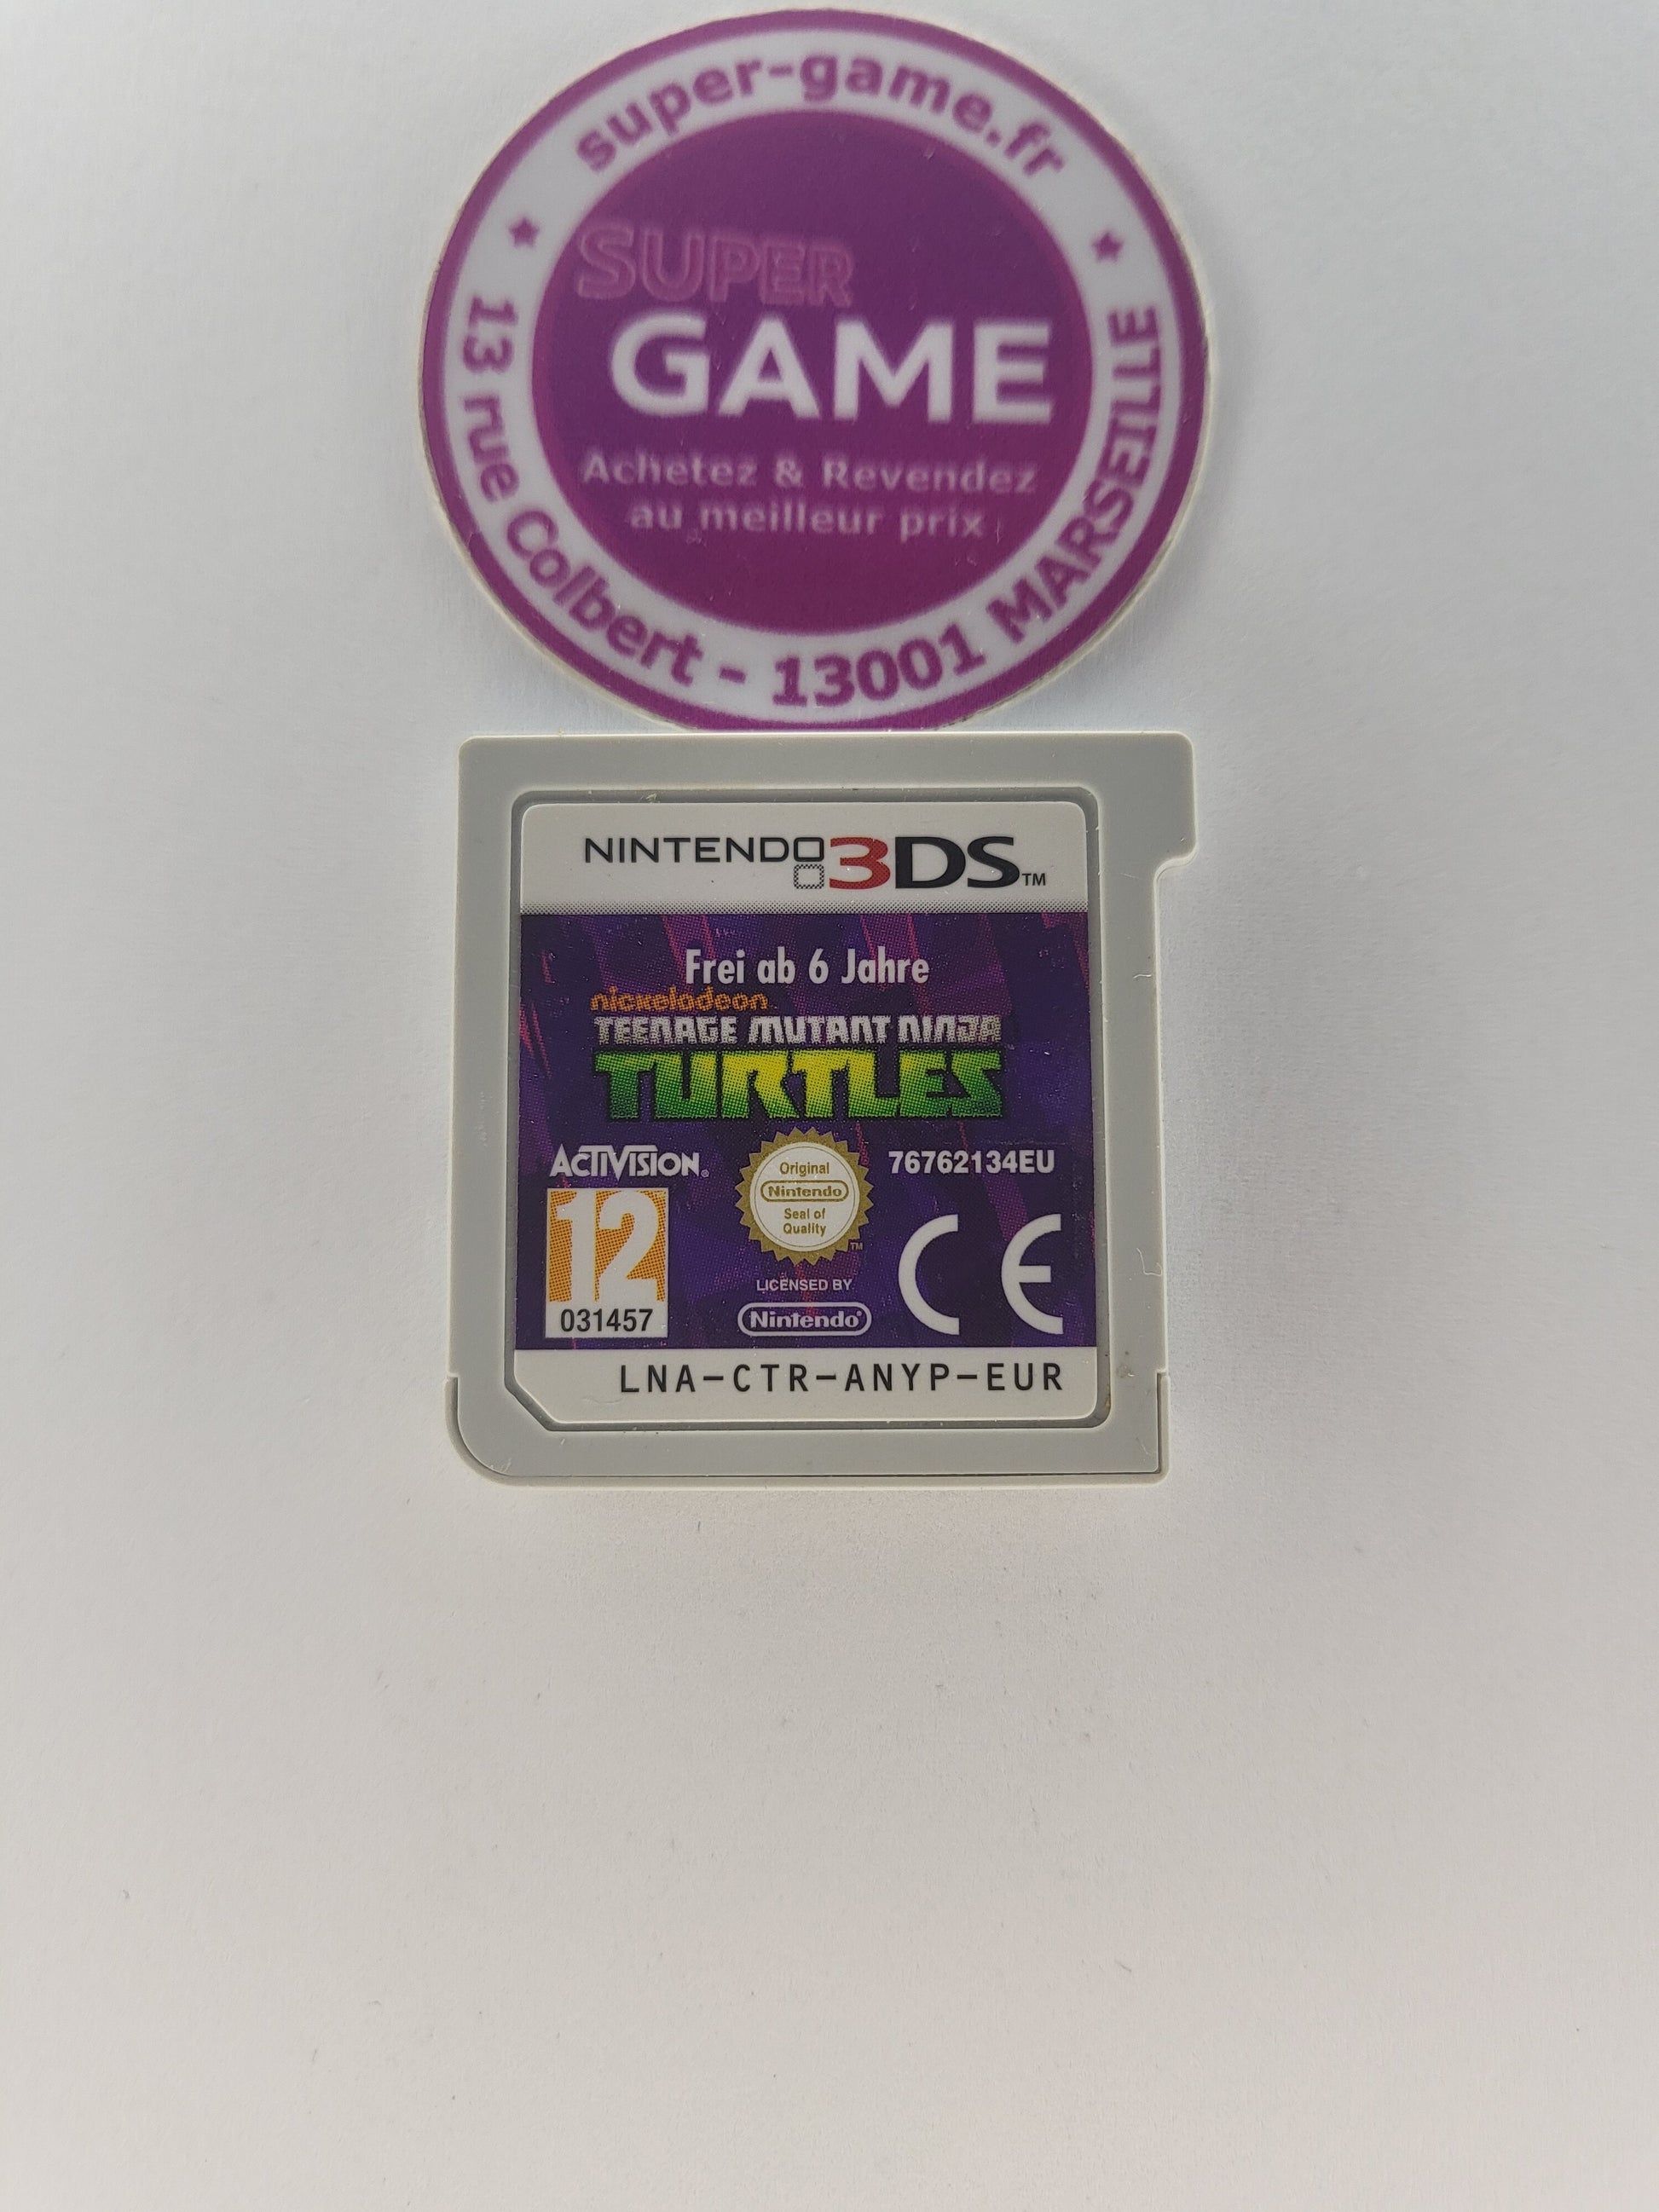 super-game.fr
SUPER
GAME
Achetez & Revendez
au meilleur prix
13 rue Colbert - 13001 MARSEILLE
NINTENDO 3DS™
Frei ab 6 Jahre
nickelodeon
TEENAGE MUTANT NINJA
TURTLES
ACTIVISION®
76762134EU
Original
Nintendo
Seal of
Quality
TM
12
031457
LICENSED BY
Nintendo®
CE
LNA-CTR-ANYP-EUR